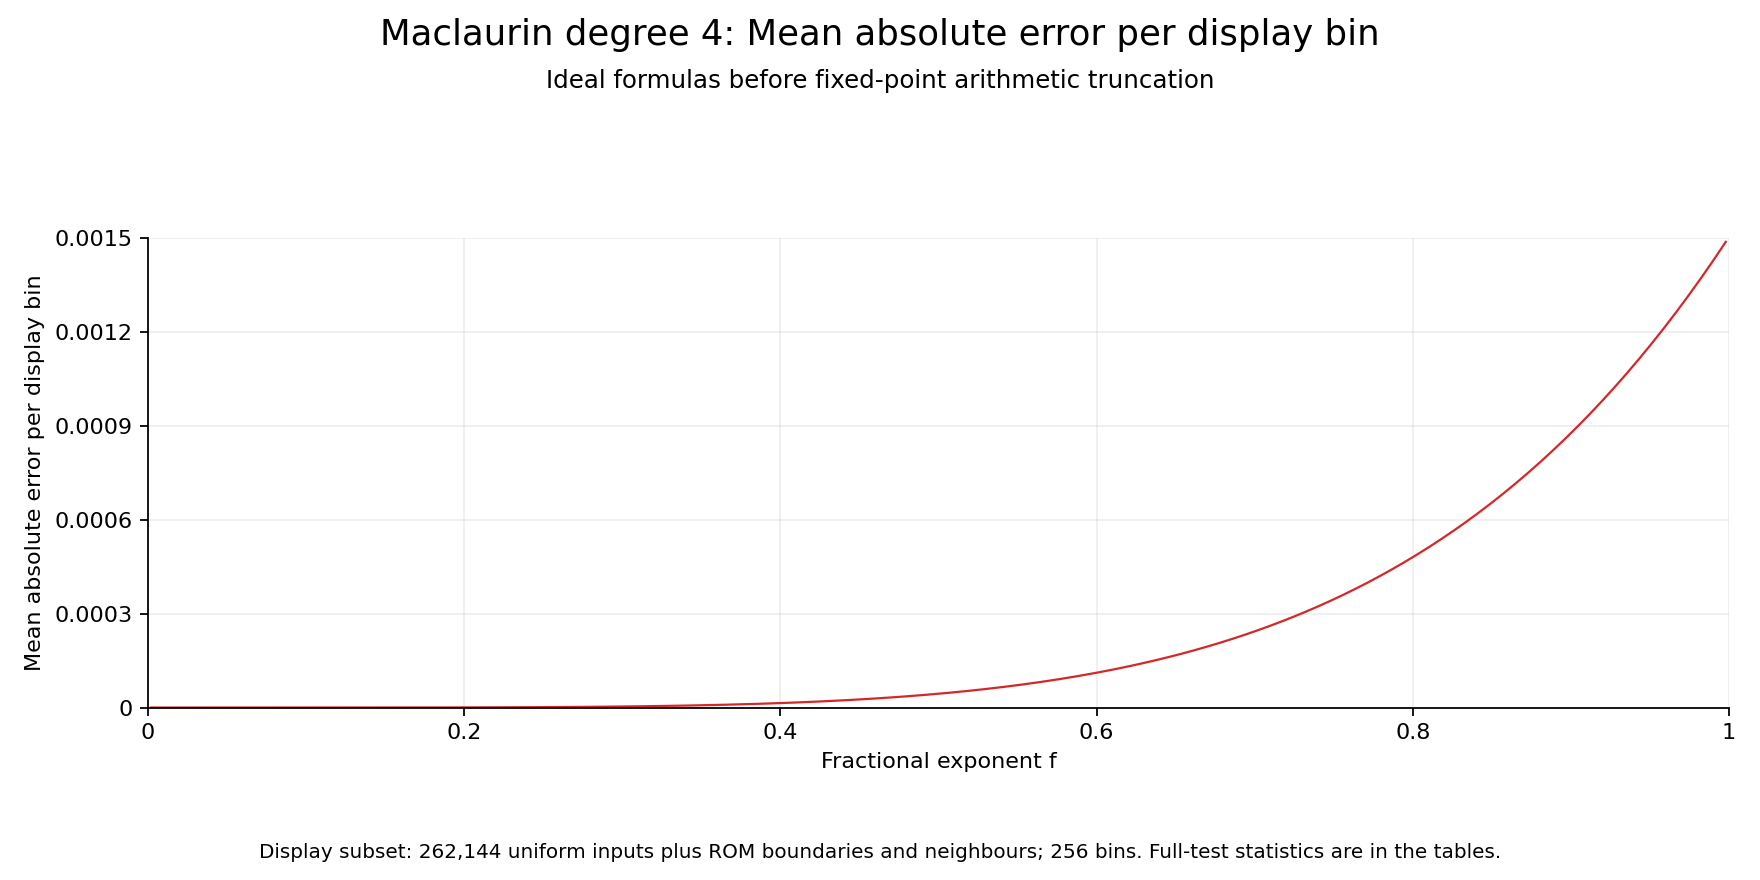 Maclaurin degree 4: Mean absolute error per display bin
Ideal formulas before fixed-point arithmetic truncation
Mean absolute error per display bin
0.0015
0.0012
0.0009
0.0006
0.0003
0
0 0.2 0.4 0.6 0.8 1
Fractional exponent f
Display subset: 262,144 uniform inputs plus ROM boundaries and neighbours; 256 bins. Full-test statistics are in the tables.